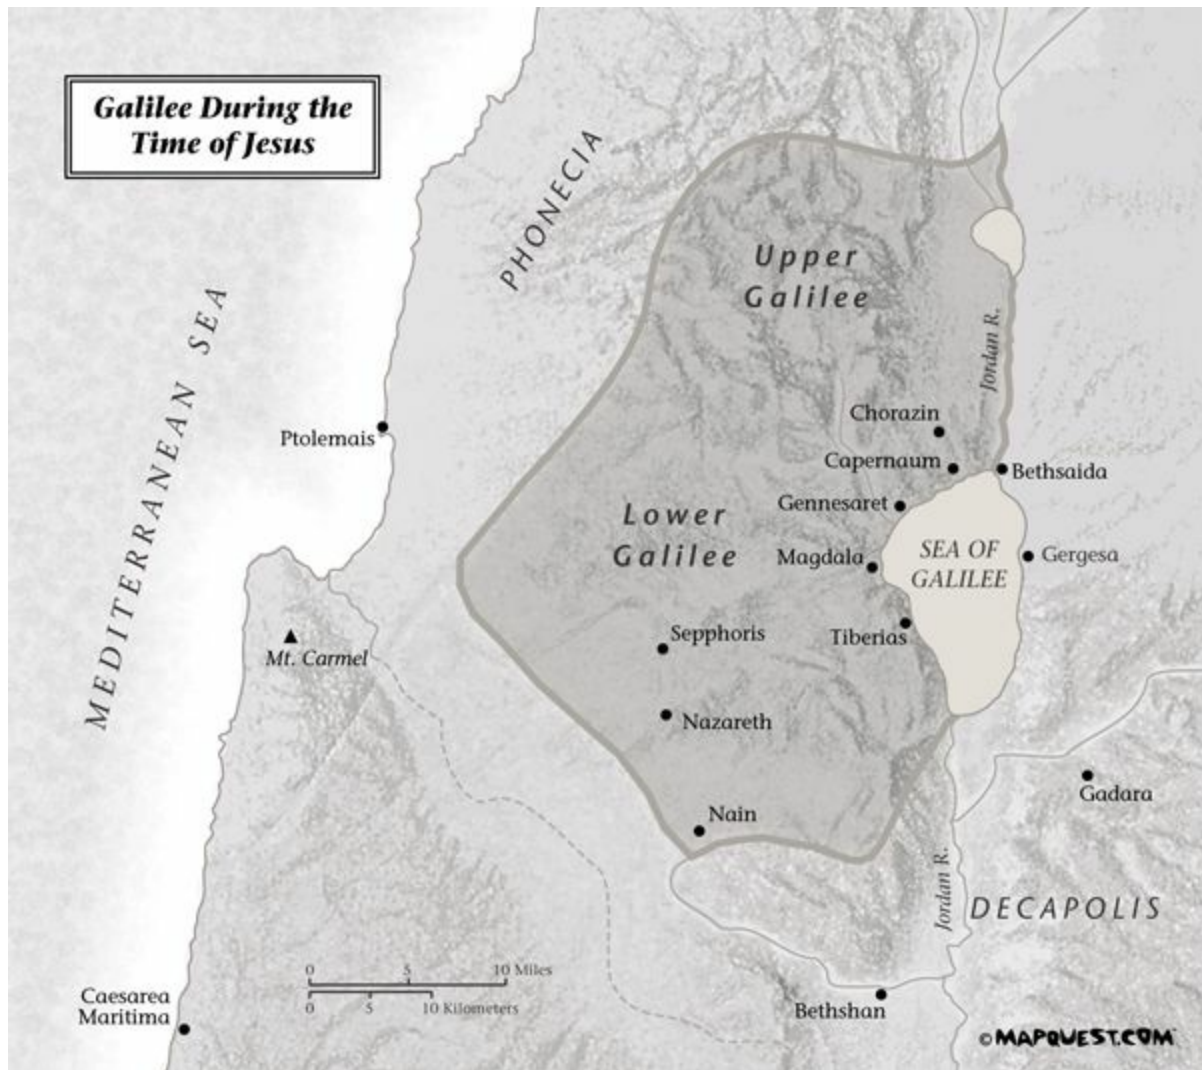 Galilee During the
Time of Jesus
PHONECIA
Upper
Galilee
MEDITERRANEAN SEA
Jordan R.
Chorazin
Ptolemais
Capernaum
Bethsaida
Gennesaret
Lower
Galilee
SEA OF
GALILEE
Magdala
Gergesa
Sepphoris
Tiberias
Mt. Carmel
Nazareth
Gadara
Nain
Jordan R.
DECAPOLIS
0 5 10 Miles
0 5 10 Kilometers
Caesarea
Maritima
Bethshan
©MAPQUEST.COM